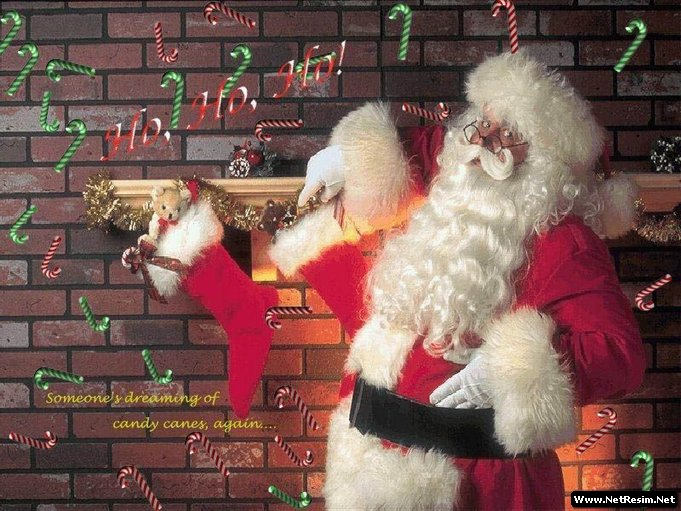 Ho, Ho, Ho!
Someone's dreaming of
candy canes, again....
www.NetResim.Net